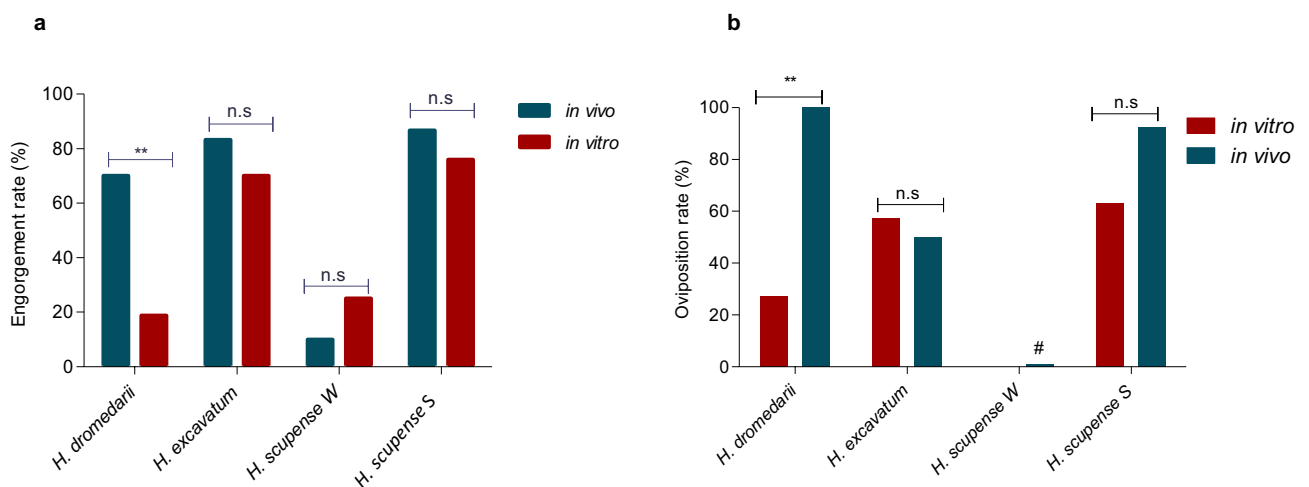 a
Engorgement rate (%)
100
80
60
40
20
0
**
n.s
n.s
n.s
in vivo
in vitro
H. dromedarii
H. excavatum
H. scupense W
H. scupense S
b
Oviposition rate (%)
100
80
60
40
20
0
**
n.s
#
n.s
in vitro
in vivo
H. dromedarii
H. excavatum
H. scupense W
H. scupense S